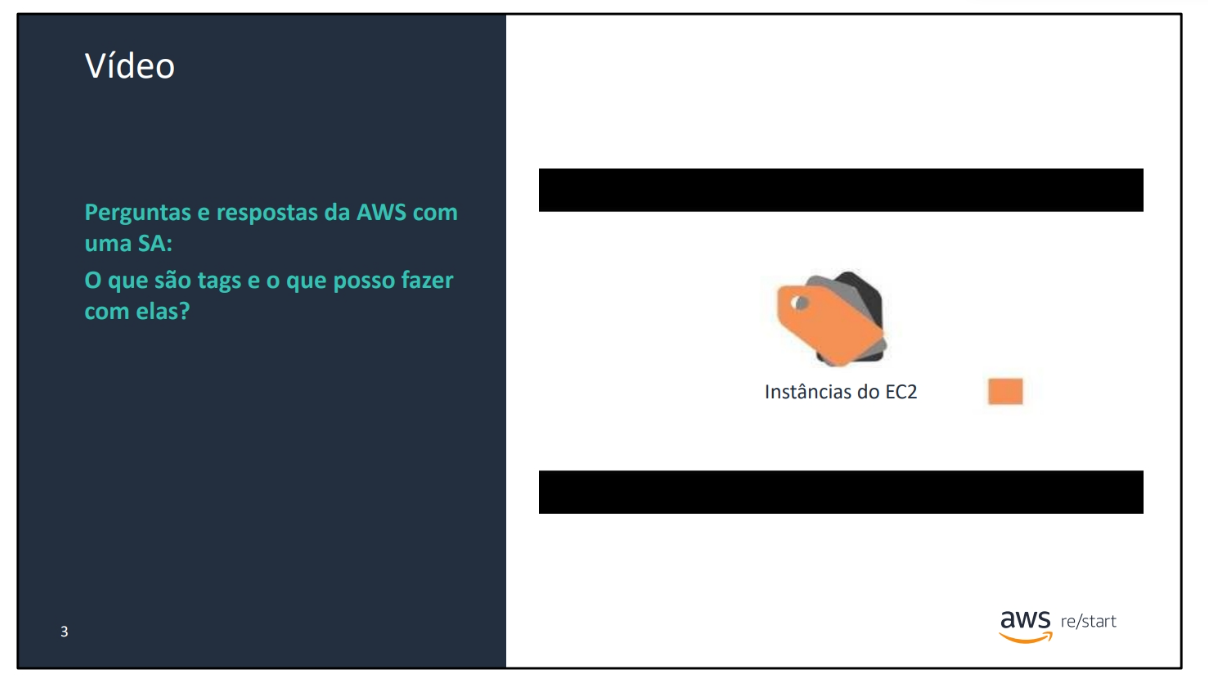 Vídeo
Perguntas e respostas da AWS com
uma SA:
O que são tags e o que posso fazer
com elas?
Instâncias do EC2
3
aws re/start